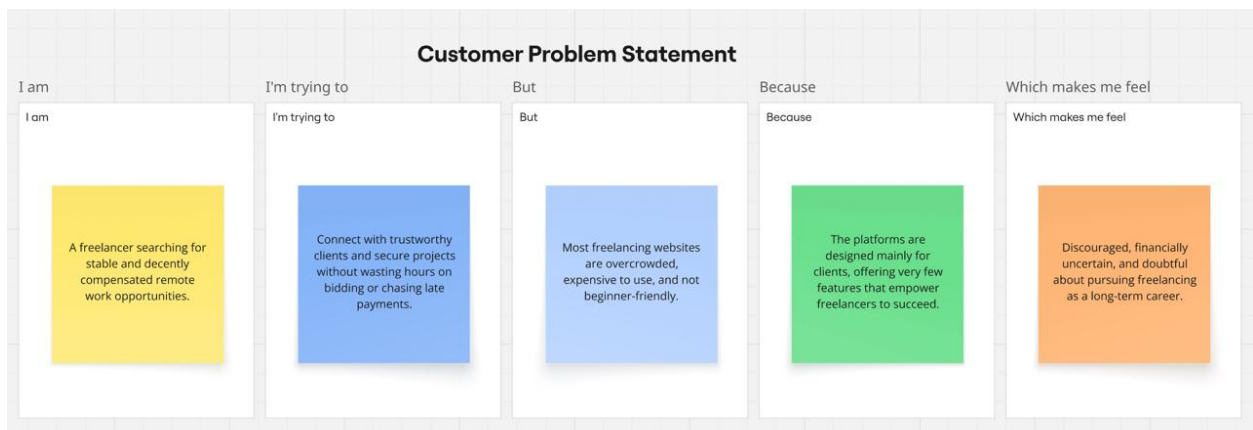 Customer Problem Statement
I am
I'm trying to
But
Because
Which makes me feel
I am
I'm trying to
But
Because
Which makes me feel
A freelancer searching for
stable and decently
compensated remote
work opportunities.
Connect with trustworthy
clients and secure projects
without wasting hours on
bidding or chasing late
payments.
Most freelancing websites
are overcrowded,
expensive to use, and not
beginner-friendly.
The platforms are
designed mainly for
clients, offering very few
features that empower
freelancers to succeed.
Discouraged, financially
uncertain, and doubtful
about pursuing freelancing
as a long-term career.